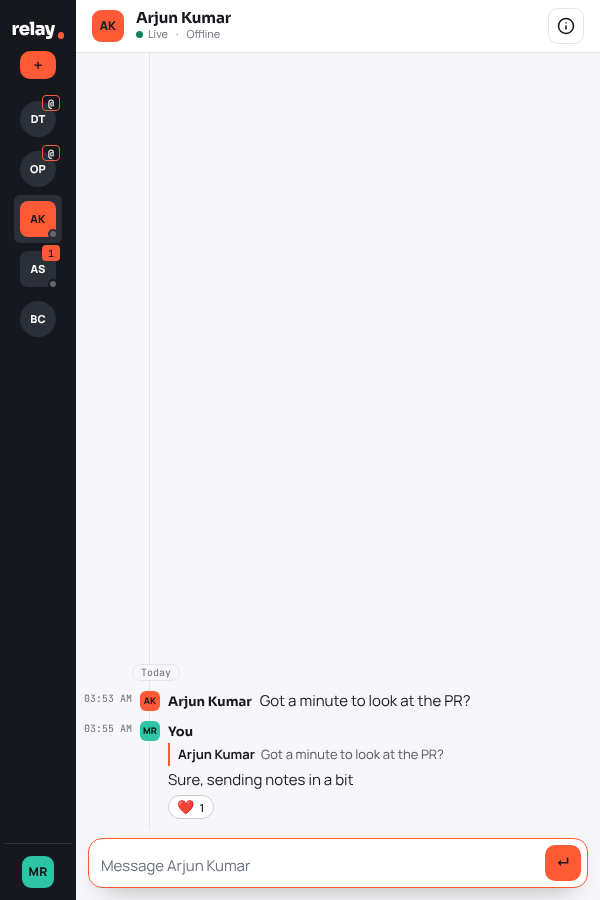 relay.
+
@
DT
@
OP
AK
1
AS
BC
MR
AK
Arjun Kumar
Live · Offline
Today
03:53 AM AK Arjun Kumar Got a minute to look at the PR?
03:55 AM MR You
Arjun Kumar Got a minute to look at the PR?
Sure, sending notes in a bit
❤️ 1
Message Arjun Kumar